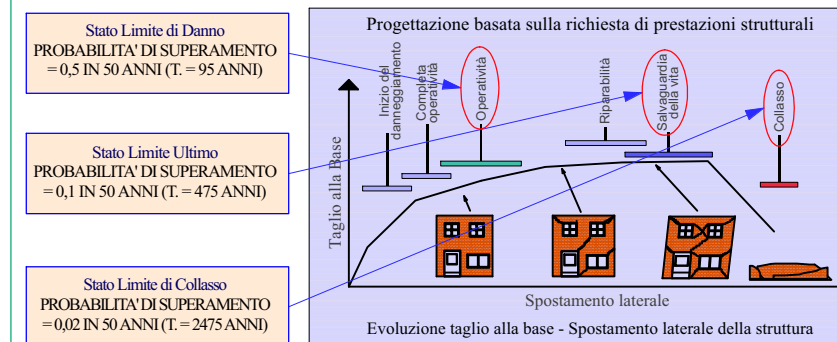 Stato Limite di Danno
PROBABILITA' DI SUPERAMENTO
= 0,5 IN 50 ANNI (T. = 95 ANNI)
Stato Limite Ultimo
PROBABILITA' DI SUPERAMENTO
= 0,1 IN 50 ANNI (T. = 475 ANNI)
Stato Limite di Collasso
PROBABILITA' DI SUPERAMENTO
= 0,02 IN 50 ANNI (T. = 2475 ANNI)
Progettazione basata sulla richiesta di prestazioni strutturali
Inizio del
danneggiamento
Completa
operatività
Operatività
Riparabilità
Salvaguardia
della vita
Collasso
Taglio alla Base
Spostamento laterale
Evoluzione taglio alla base - Spostamento laterale della struttura